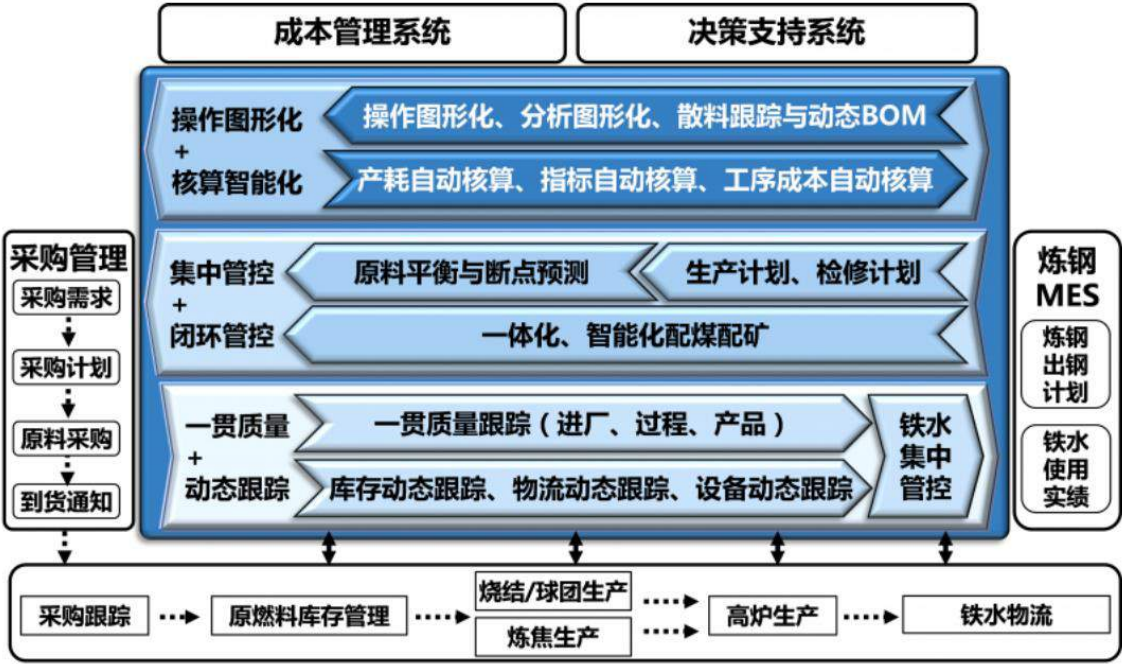 成本管理系统
决策支持系统
操作图形化
+
核算智能化
操作图形化、分析图形化、散料跟踪与动态BOM
产耗自动核算、指标自动核算、工序成本自动核算
采购管理
采购需求
采购计划
原料采购
到货通知
集中管控
+
闭环管控
原料平衡与断点预测
生产计划、检修计划
一体化、智能化配煤配矿
一贯质量
+
动态跟踪
一贯质量跟踪（进厂、过程、产品）
库存动态跟踪、物流动态跟踪、设备动态跟踪
铁水
集中
管控
炼钢
MES
炼钢
出钢
计划
铁水
使用
实绩
采购跟踪
原燃料库存管理
烧结/球团生产
炼焦生产
高炉生产
铁水物流